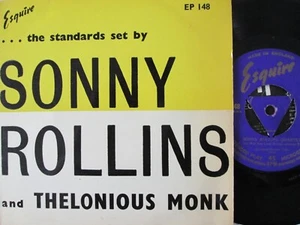 Esquire
EP 148
. . . the standards set by
SONNY
ROLLINS
and THELONIOUS MONK
Esquire